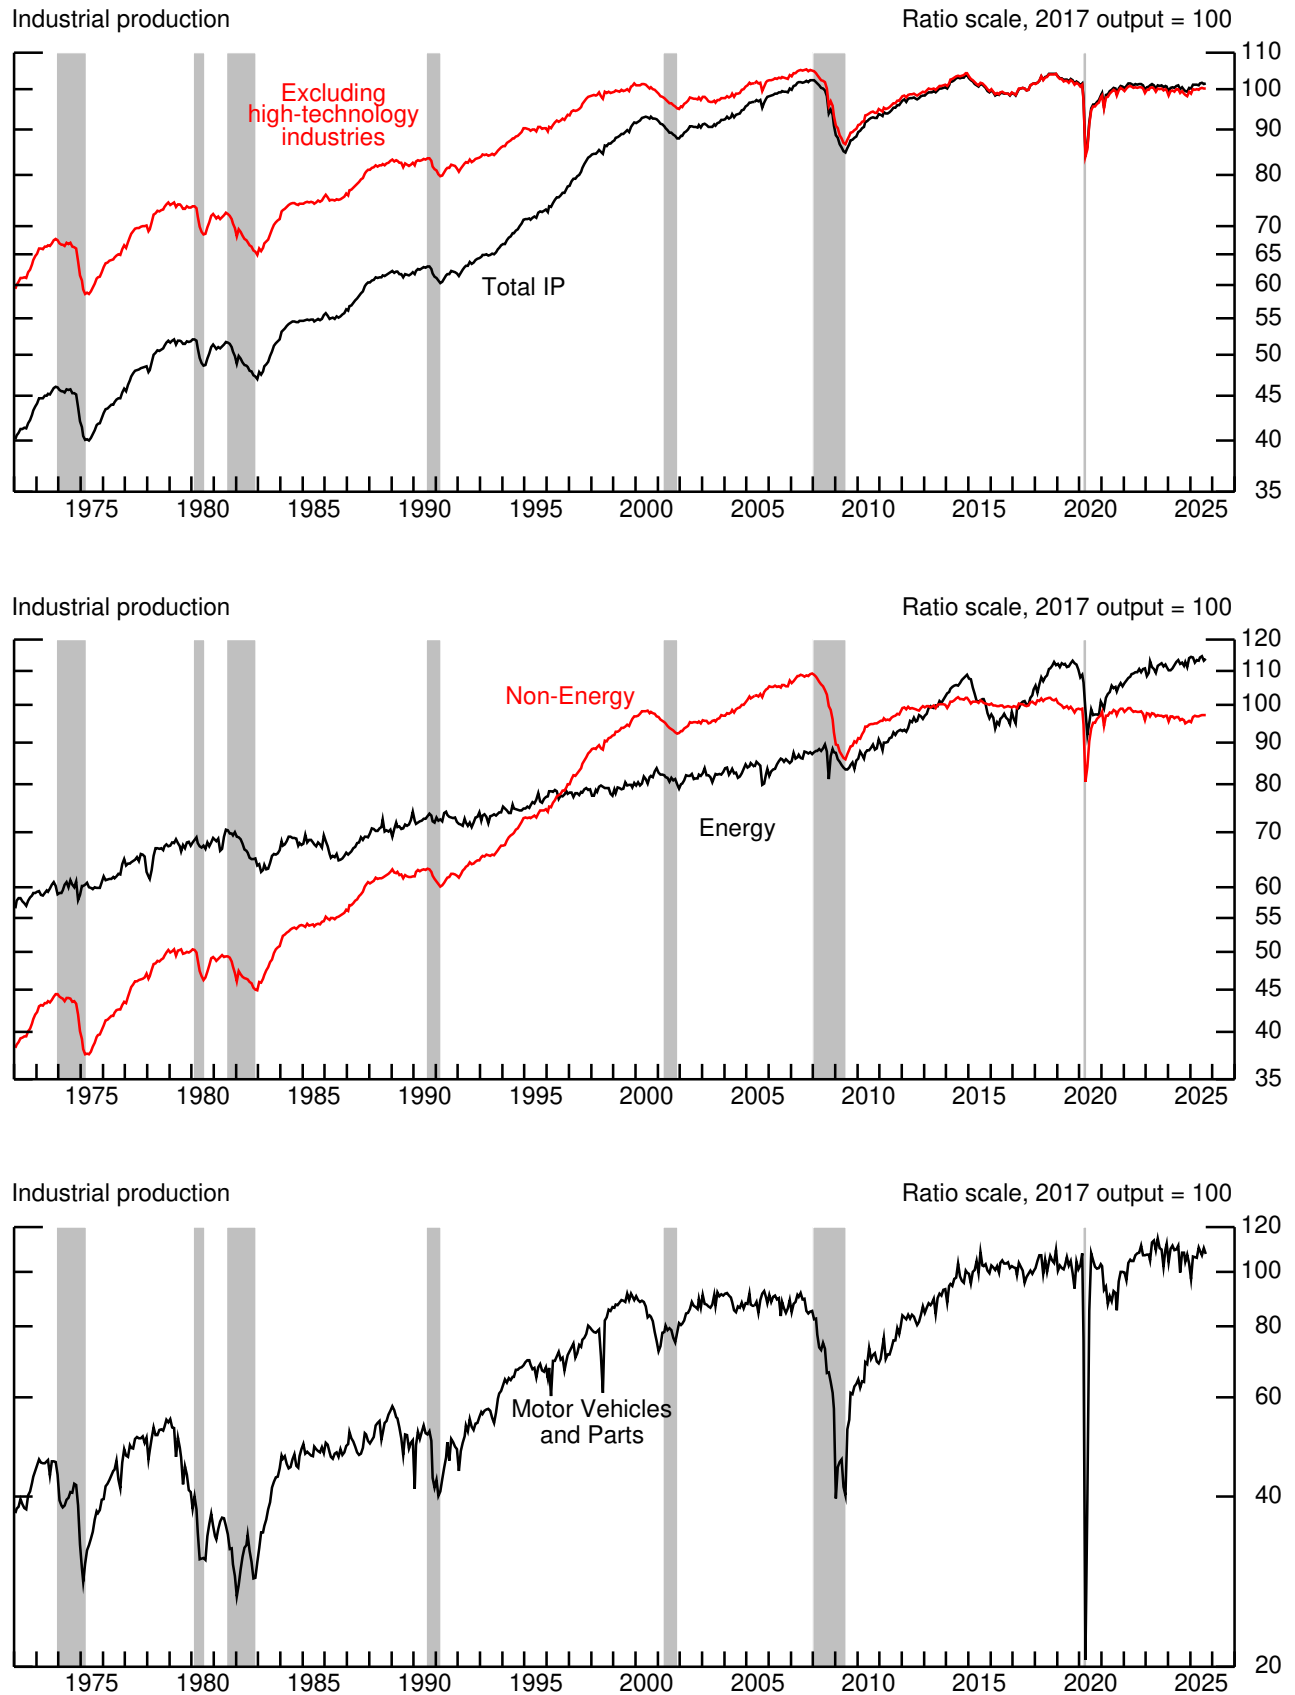 Industrial production
Ratio scale, 2017 output = 100
Excluding
high-technology
industries
Total IP
110
100
90
80
70
65
60
55
50
45
40
35
1975 1980 1985 1990 1995 2000 2005 2010 2015 2020 2025
Industrial production
Ratio scale, 2017 output = 100
Non-Energy
Energy
120
110
100
90
80
70
60
55
50
45
40
35
1975 1980 1985 1990 1995 2000 2005 2010 2015 2020 2025
Industrial production
Ratio scale, 2017 output = 100
Motor Vehicles
and Parts
120
100
80
60
40
20
1975 1980 1985 1990 1995 2000 2005 2010 2015 2020 2025